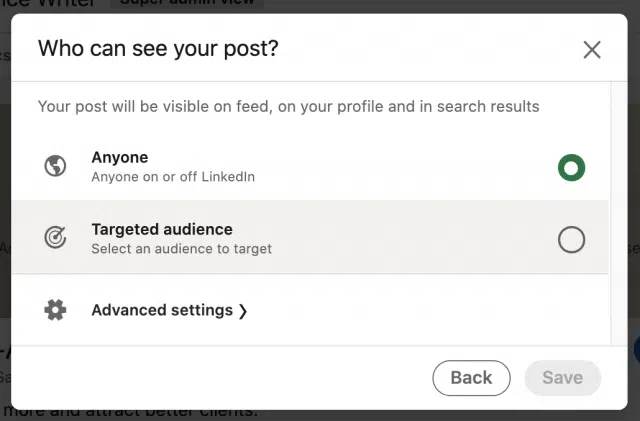 Writer Super admin view
Who can see your post?
Your post will be visible on feed, on your profile and in search results
Anyone
Anyone on or off LinkedIn
Targeted audience
Select an audience to target
Advanced settings ❯
Back Save
more and attract better clients.